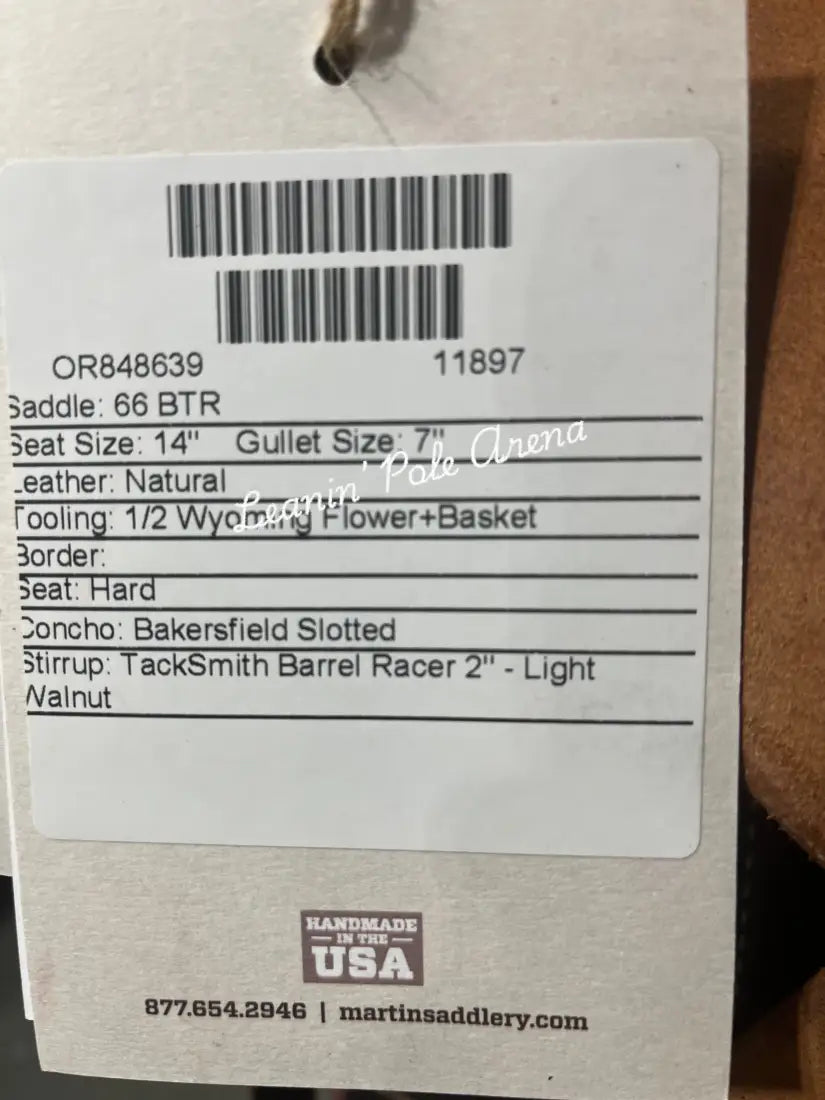 OR848639 11897
Saddle: 66 BTR
Seat Size: 14" Gullet Size: 7"
Leather: Natural
Leanin' Pole Arena
Tooling: 1/2 Wyoming Flower+Basket
Border:
Seat: Hard
Concho: Bakersfield Slotted
Stirrup: TackSmith Barrel Racer 2" - Light
Walnut
HANDMADE
IN THE
USA
877.654.2946 | martinsaddlery.com